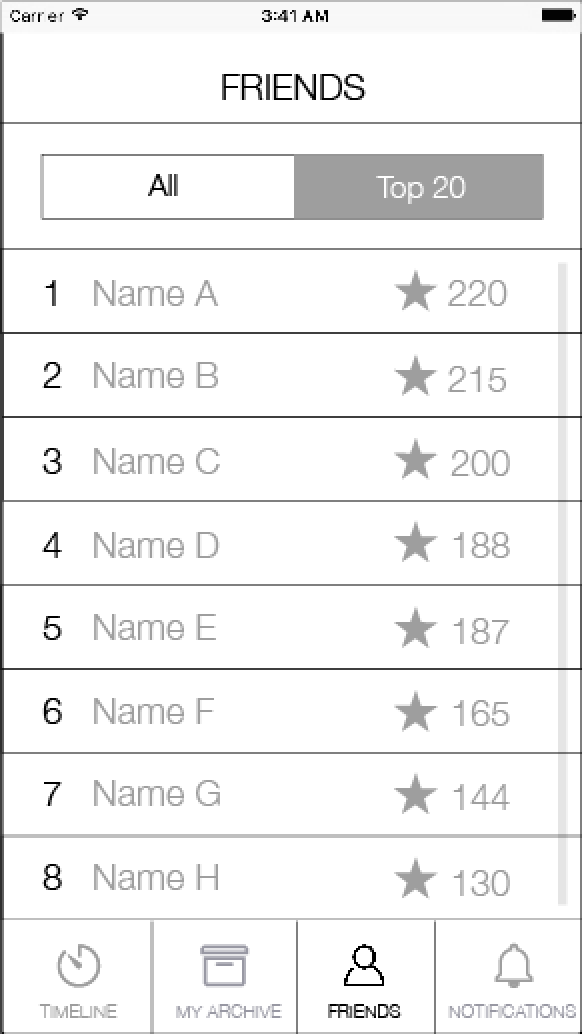 Carrier 3:41 AM
FRIENDS
All Top 20
1 Name A ★ 220
2 Name B ★ 215
3 Name C ★ 200
4 Name D ★ 188
5 Name E ★ 187
6 Name F ★ 165
7 Name G ★ 144
8 Name H ★ 130
TIMELINE MY ARCHIVE FRIENDS NOTIFICATIONS